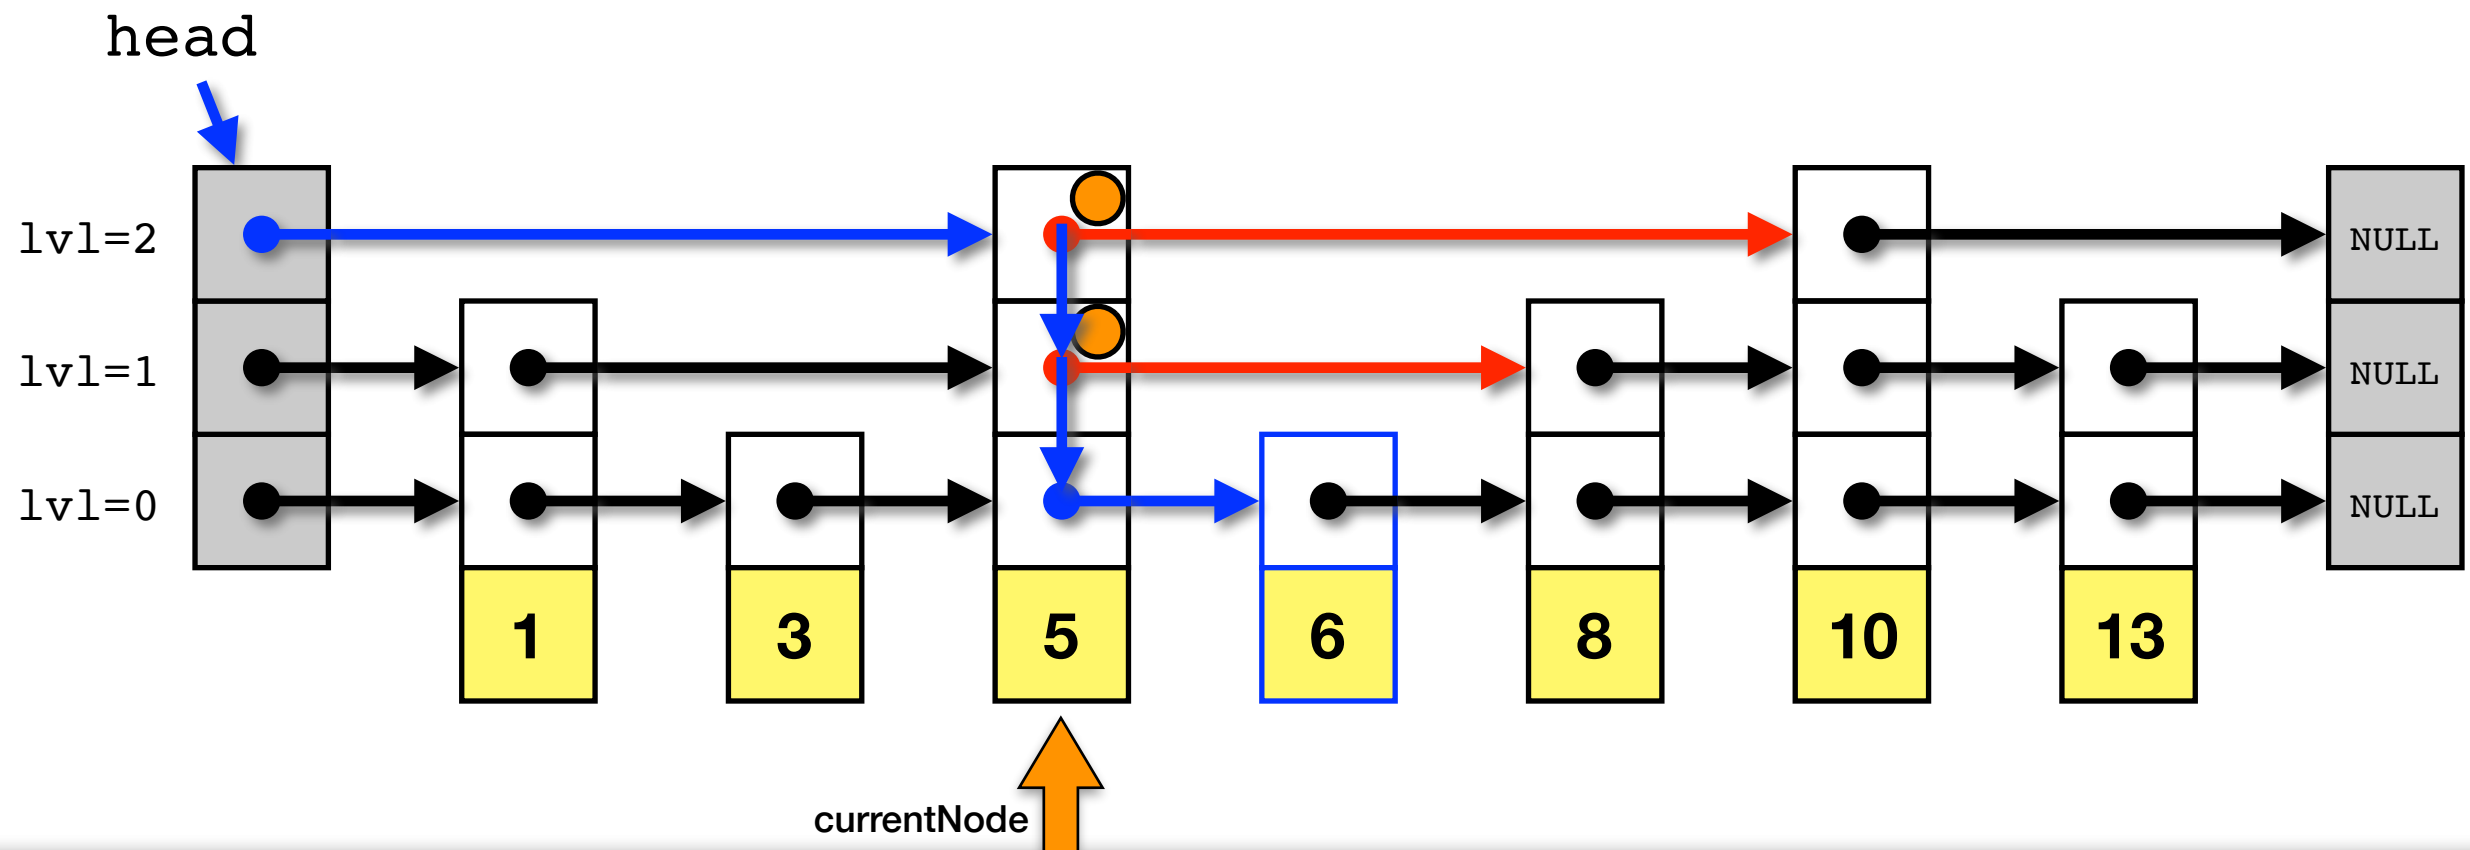 head
lvl=2
NULL
lvl=1
NULL
lvl=0
NULL
1 3 5 6 8 10 13
currentNode